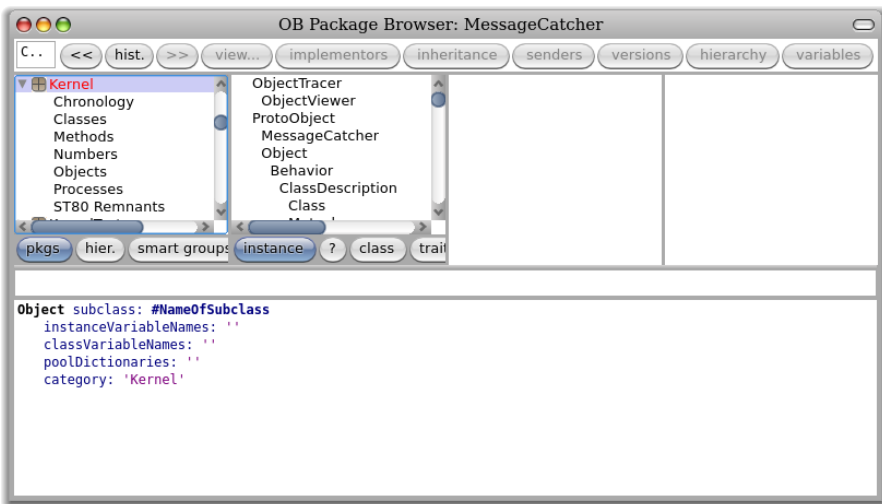 OB Package Browser: MessageCatcher
C.. << hist. >> view... implementors inheritance senders versions hierarchy variables
Kernel
Chronology
Classes
Methods
Numbers
Objects
Processes
ST80 Remnants
ObjectTracer
ObjectViewer
ProtoObject
MessageCatcher
Object
Behavior
ClassDescription
Class
pkgs hier. smart groups instance ? class trait
Object subclass: #NameOfSubclass
instanceVariableNames: ''
classVariableNames: ''
poolDictionaries: ''
category: 'Kernel'